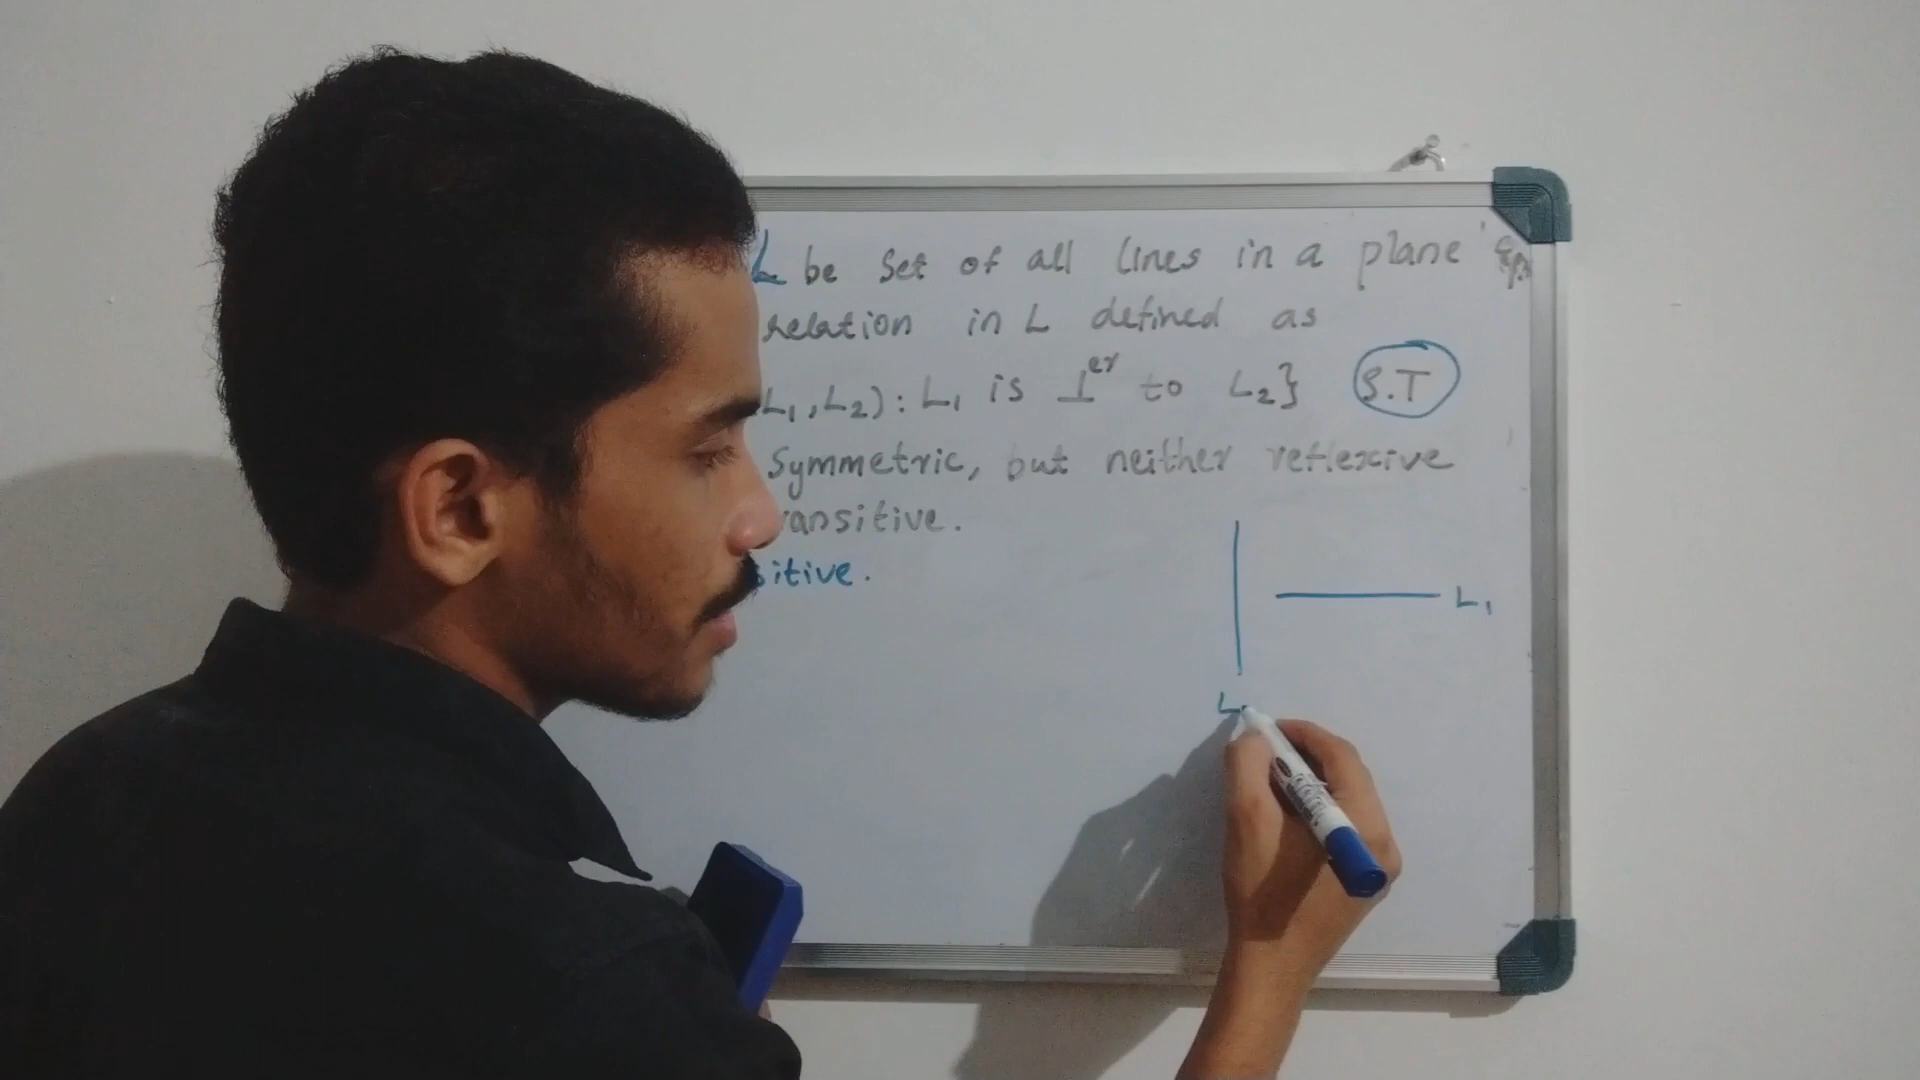 L be set of all lines in a plane &
relation in L defined as
L₁, L₂) : L₁ is ⊥er to L₂} S.T
Symmetric, but neither reflexive
ransitive.
sitive.
L₁
L